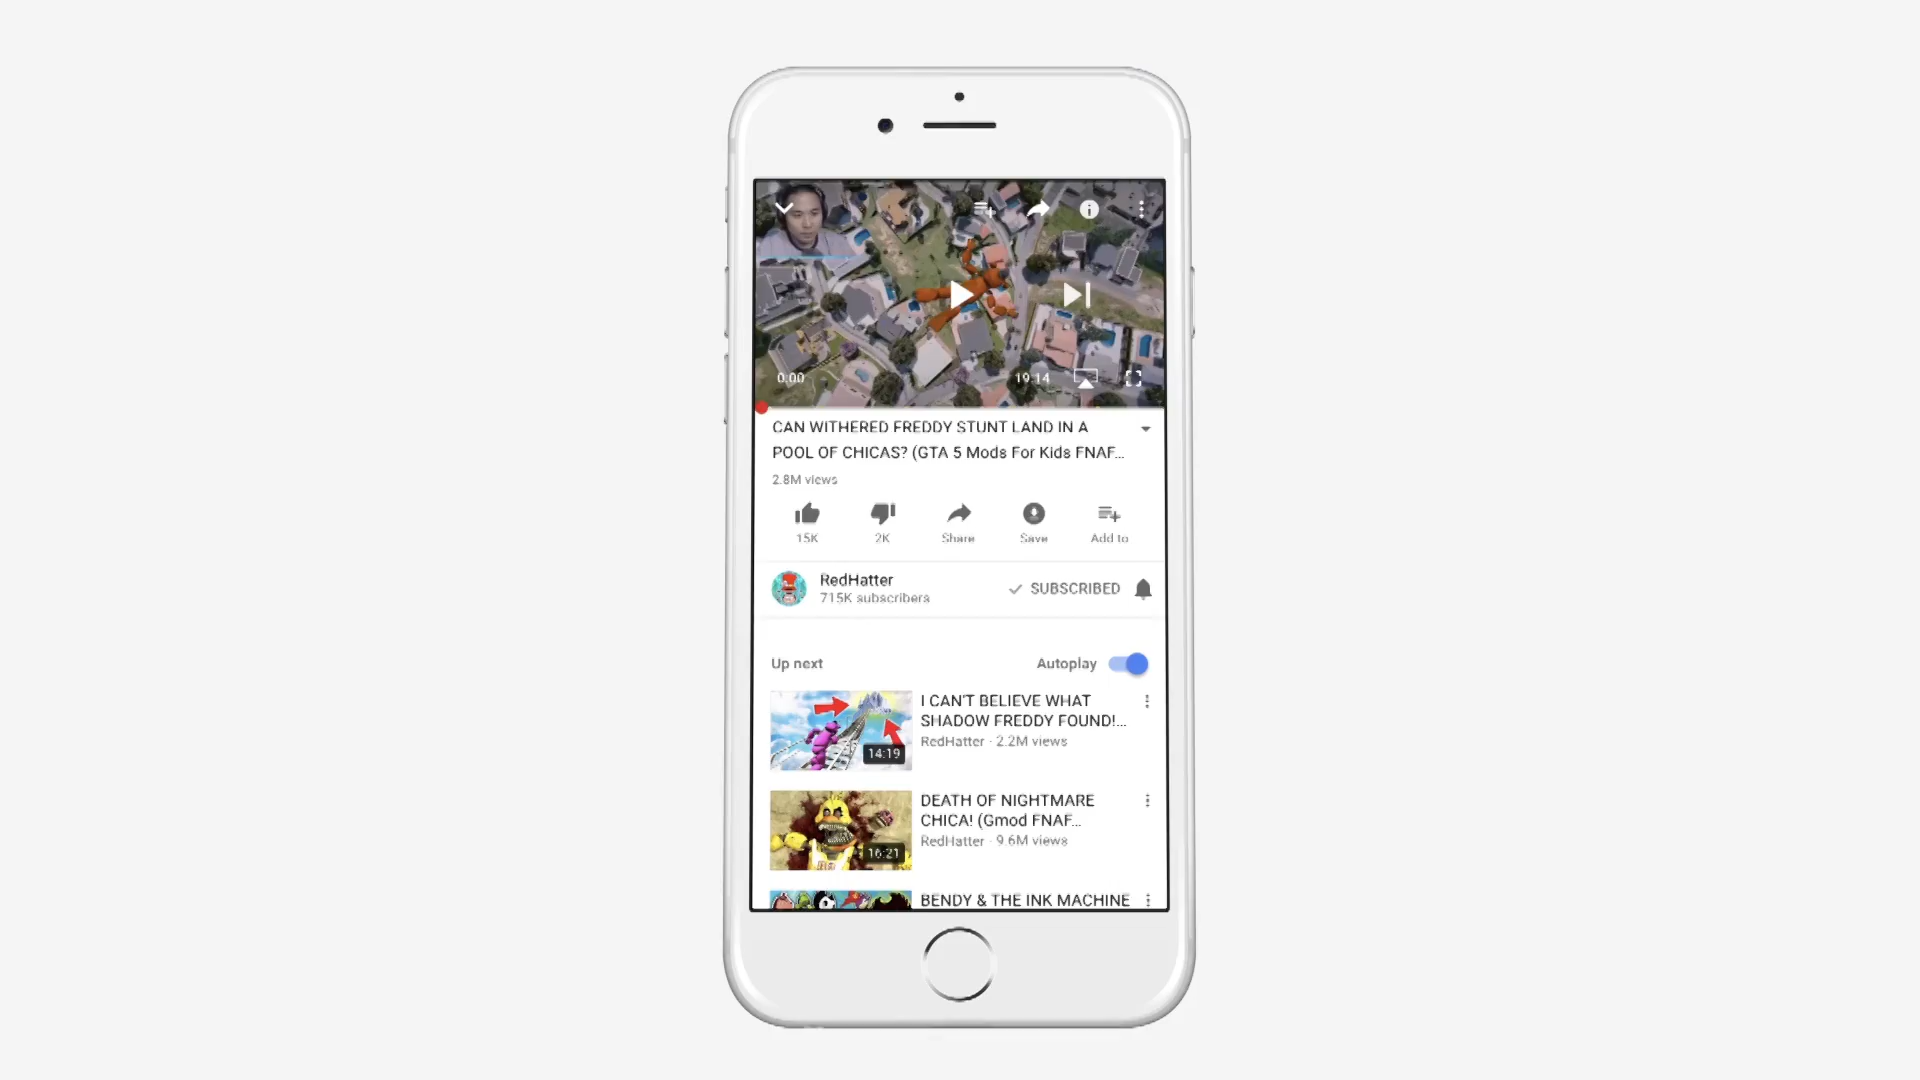 0:00
19:14
CAN WITHERED FREDDY STUNT LAND IN A
POOL OF CHICAS? (GTA 5 Mods For Kids FNAF...
2.8M views
15K
2K
Share
Save
Add to
RedHatter
715K subscribers
SUBSCRIBED
Up next
Autoplay
14:19
I CAN'T BELIEVE WHAT
SHADOW FREDDY FOUND!...
RedHatter · 2.2M views
16:21
DEATH OF NIGHTMARE
CHICA! (Gmod FNAF...
RedHatter · 9.6M views
BENDY & THE INK MACHINE